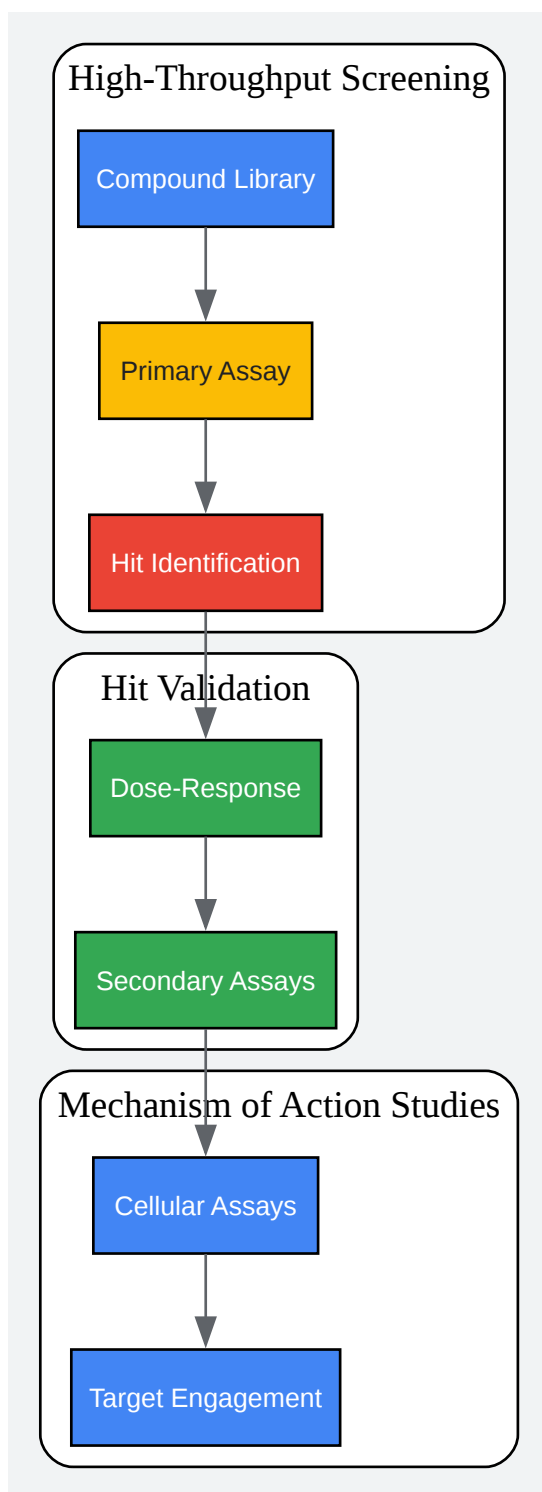 High-Throughput Screening
Compound Library
Primary Assay
Hit Identification
Hit Validation
Dose-Response
Secondary Assays
Mechanism of Action Studies
Cellular Assays
Target Engagement